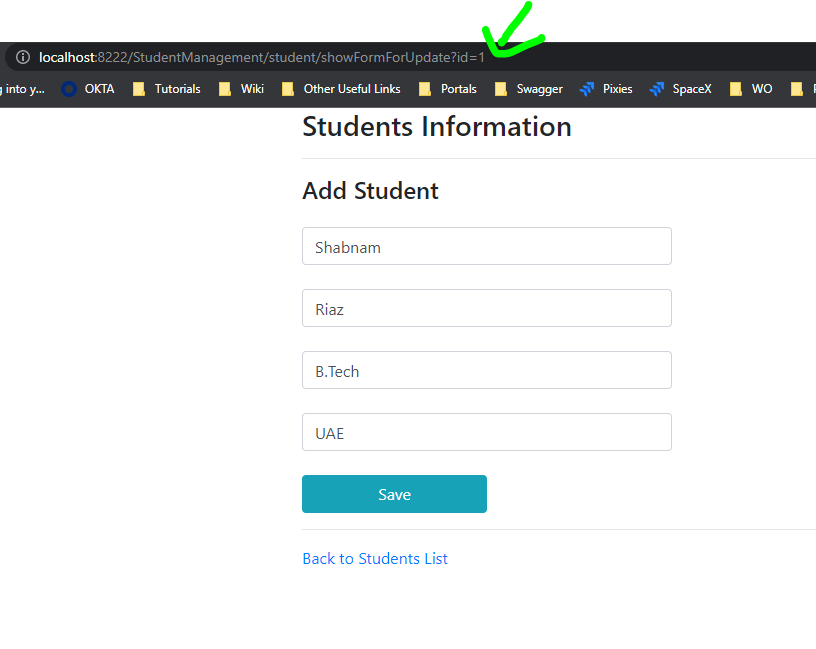 localhost:8222/StudentManagement/student/showFormForUpdate?id=1
g into y... OKTA Tutorials Wiki Other Useful Links Portals Swagger Pixies SpaceX WO
Students Information
Add Student
Shabnam
Riaz
B.Tech
UAE
Save
Back to Students List